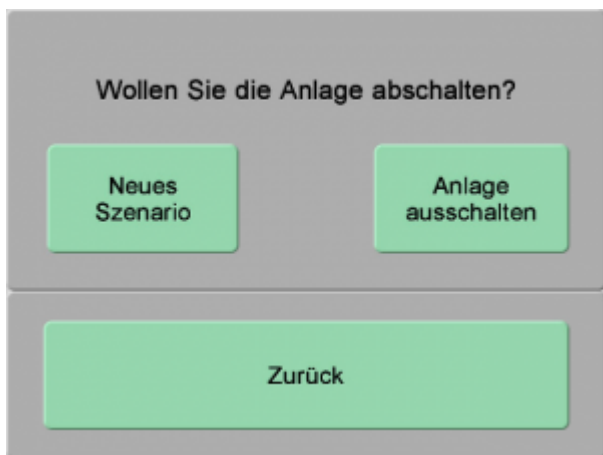 Wollen Sie die Anlage abschalten?
Neues
Szenario
Anlage
ausschalten
Zurück